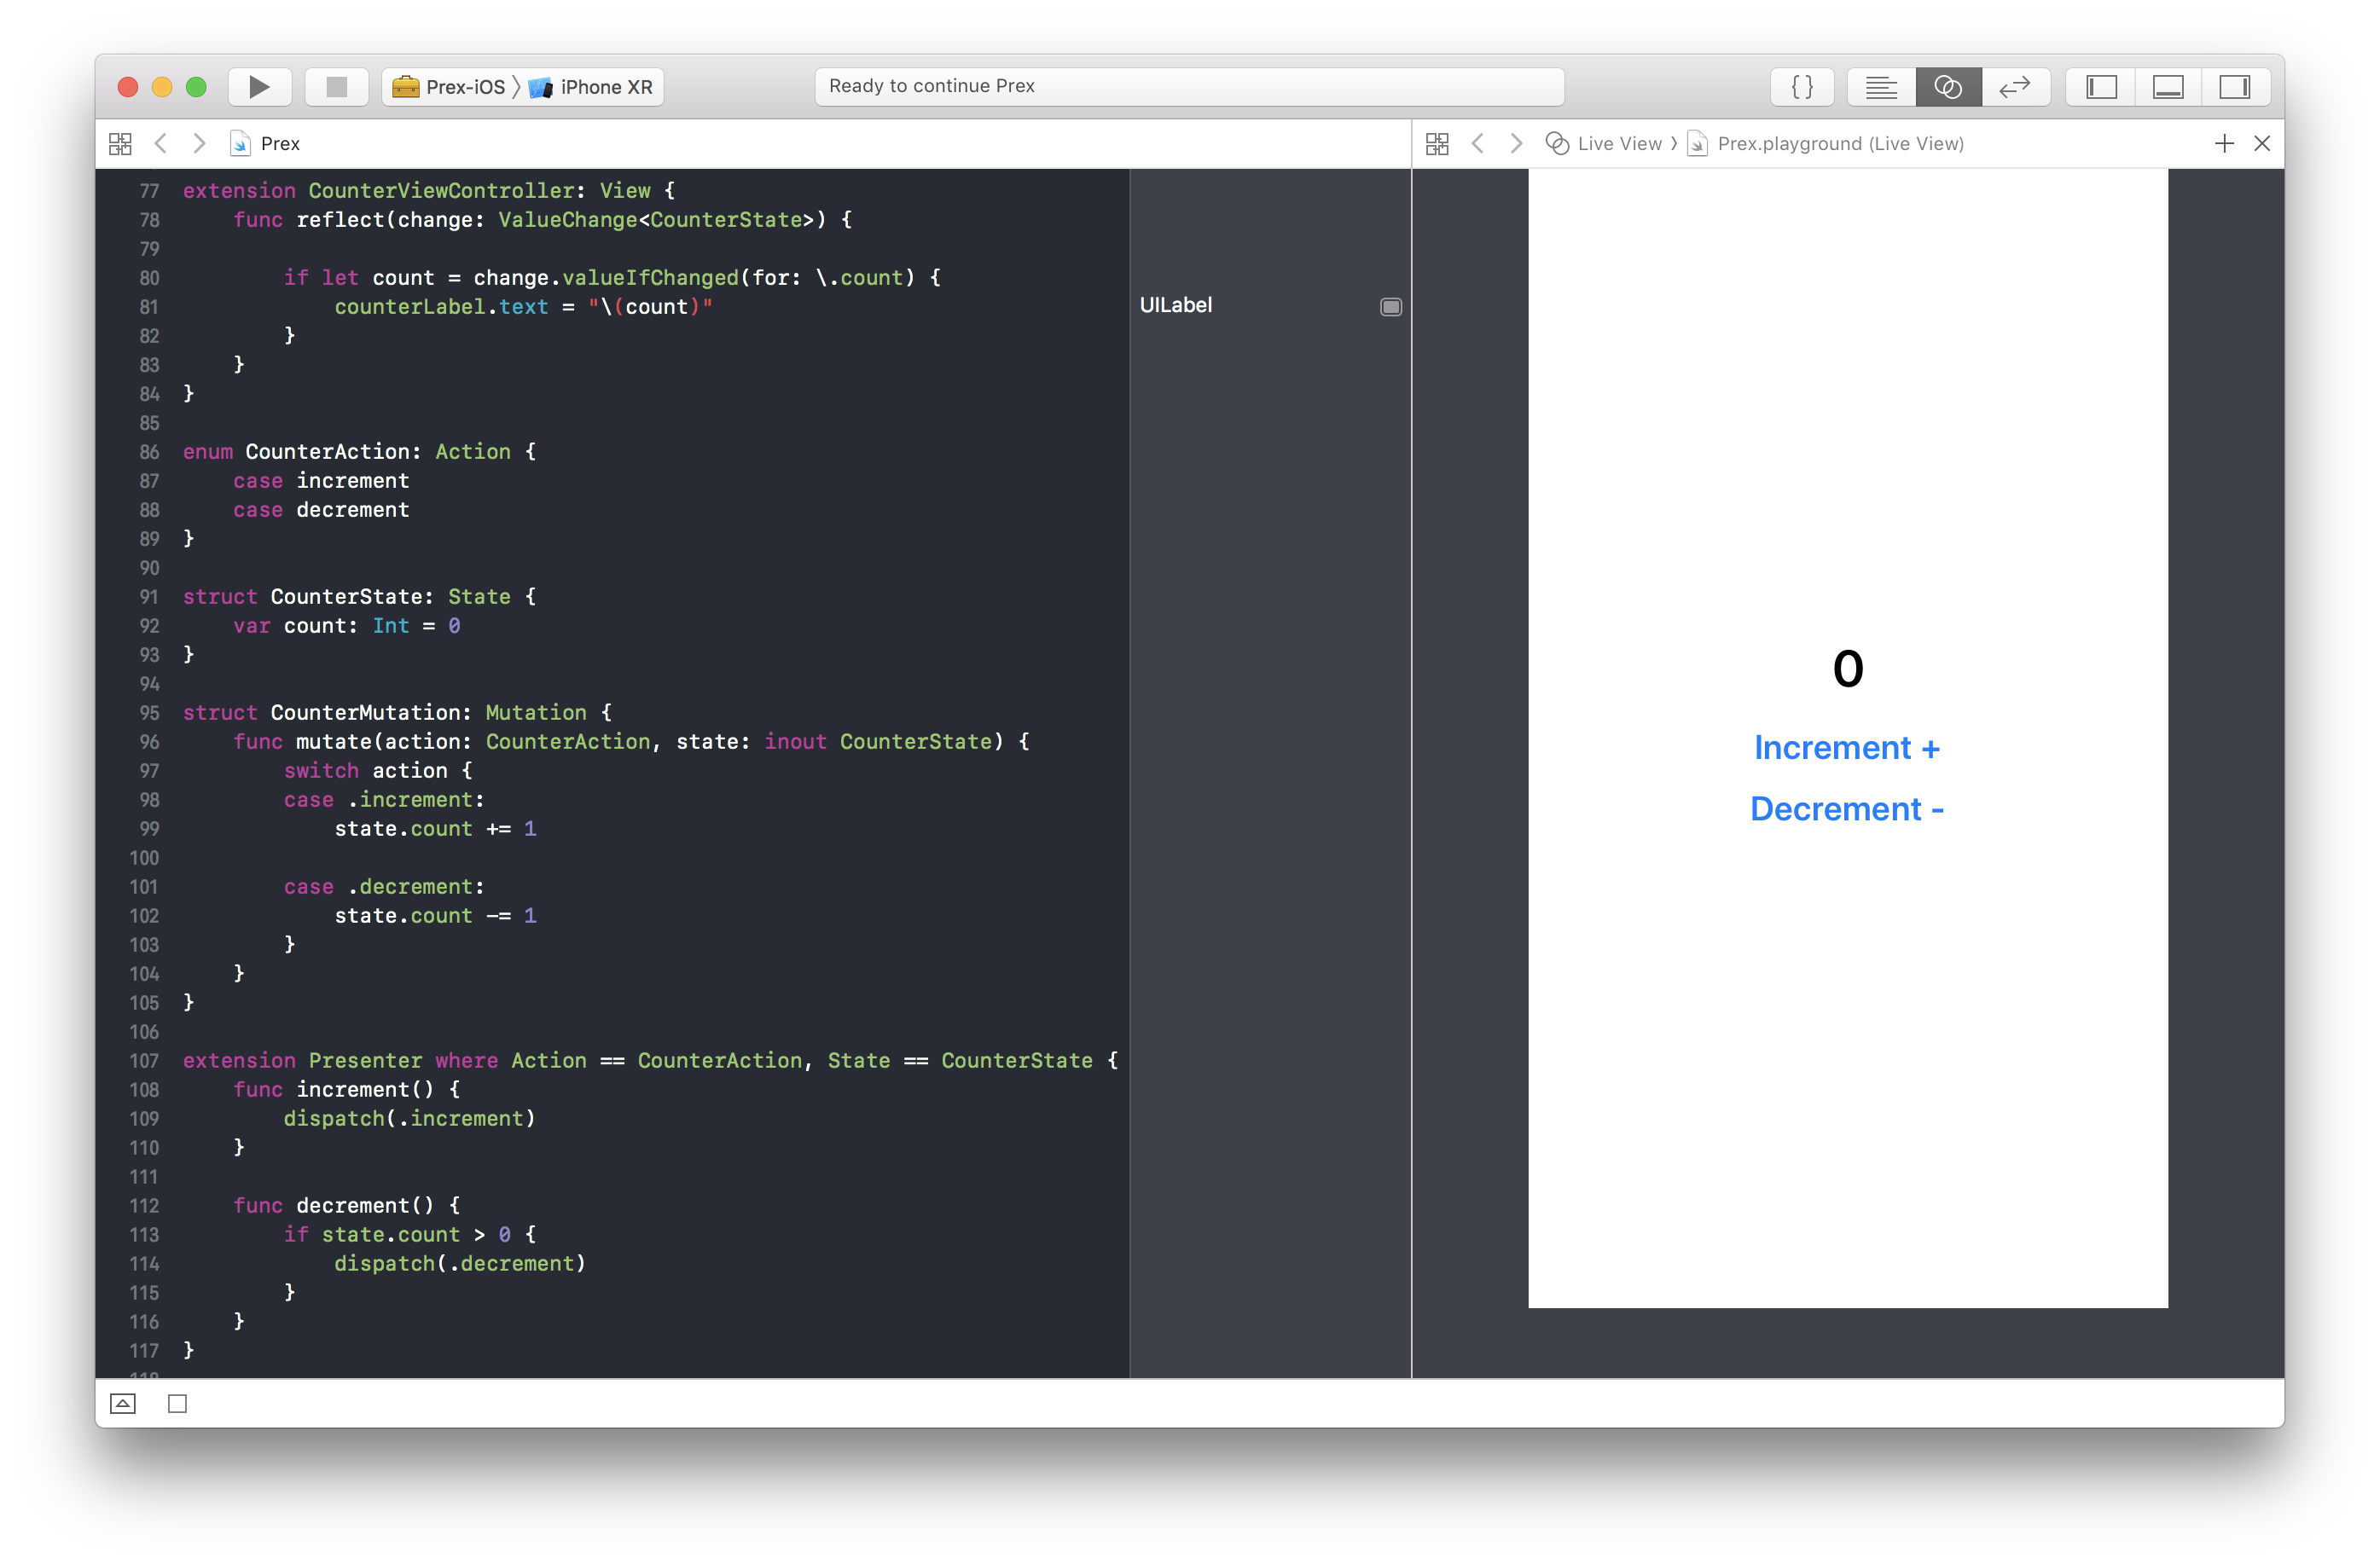 Prex-iOS 〉 iPhone XR
Ready to continue Prex
{ }
Prex
Live View 〉 Prex.playground (Live View)
77 extension CounterViewController: View {
78     func reflect(change: ValueChange<CounterState>) {
79
80         if let count = change.valueIfChanged(for: \.count) {
81             counterLabel.text = "\(count)"
82         }
83     }
84 }
85
86 enum CounterAction: Action {
87     case increment
88     case decrement
89 }
90
91 struct CounterState: State {
92     var count: Int = 0
93 }
94
95 struct CounterMutation: Mutation {
96     func mutate(action: CounterAction, state: inout CounterState) {
97         switch action {
98         case .increment:
99             state.count += 1
100
101         case .decrement:
102             state.count -= 1
103         }
104     }
105 }
106
107 extension Presenter where Action == CounterAction, State == CounterState {
108     func increment() {
109         dispatch(.increment)
110     }
111
112     func decrement() {
113         if state.count > 0 {
114             dispatch(.decrement)
115         }
116     }
117 }
UILabel
0
Increment +
Decrement -